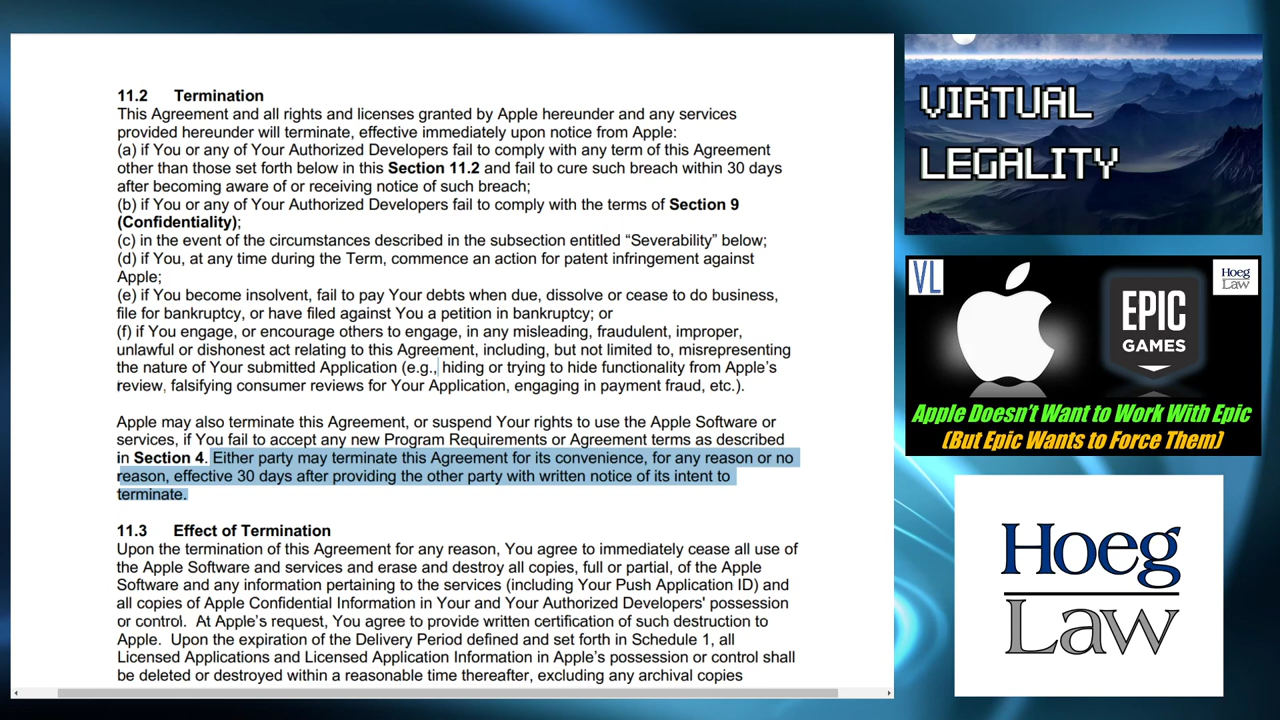 11.2 Termination
This Agreement and all rights and licenses granted by Apple hereunder and any services
provided hereunder will terminate, effective immediately upon notice from Apple:
(a) if You or any of Your Authorized Developers fail to comply with any term of this Agreement
other than those set forth below in this Section 11.2 and fail to cure such breach within 30 days
after becoming aware of or receiving notice of such breach;
(b) if You or any of Your Authorized Developers fail to comply with the terms of Section 9
(Confidentiality);
(c) in the event of the circumstances described in the subsection entitled “Severability” below;
(d) if You, at any time during the Term, commence an action for patent infringement against
Apple;
(e) if You become insolvent, fail to pay Your debts when due, dissolve or cease to do business,
file for bankruptcy, or have filed against You a petition in bankruptcy; or
(f) if You engage, or encourage others to engage, in any misleading, fraudulent, improper,
unlawful or dishonest act relating to this Agreement, including, but not limited to, misrepresenting
the nature of Your submitted Application (e.g., hiding or trying to hide functionality from Apple’s
review, falsifying consumer reviews for Your Application, engaging in payment fraud, etc.).
Apple may also terminate this Agreement, or suspend Your rights to use the Apple Software or
services, if You fail to accept any new Program Requirements or Agreement terms as described
in Section 4. Either party may terminate this Agreement for its convenience, for any reason or no
reason, effective 30 days after providing the other party with written notice of its intent to
terminate.
11.3 Effect of Termination
Upon the termination of this Agreement for any reason, You agree to immediately cease all use of
the Apple Software and services and erase and destroy all copies, full or partial, of the Apple
Software and any information pertaining to the services (including Your Push Application ID) and
all copies of Apple Confidential Information in Your and Your Authorized Developers' possession
or control. At Apple’s request, You agree to provide written certification of such destruction to
Apple. Upon the expiration of the Delivery Period defined and set forth in Schedule 1, all
Licensed Applications and Licensed Application Information in Apple’s possession or control shall
be deleted or destroyed within a reasonable time thereafter, excluding any archival copies
VIRTUAL
LEGALITY
VL
Hoeg
Law
EPIC
GAMES
Apple Doesn't Want to Work With Epic
(But Epic Wants to Force Them)
Hoeg
Law